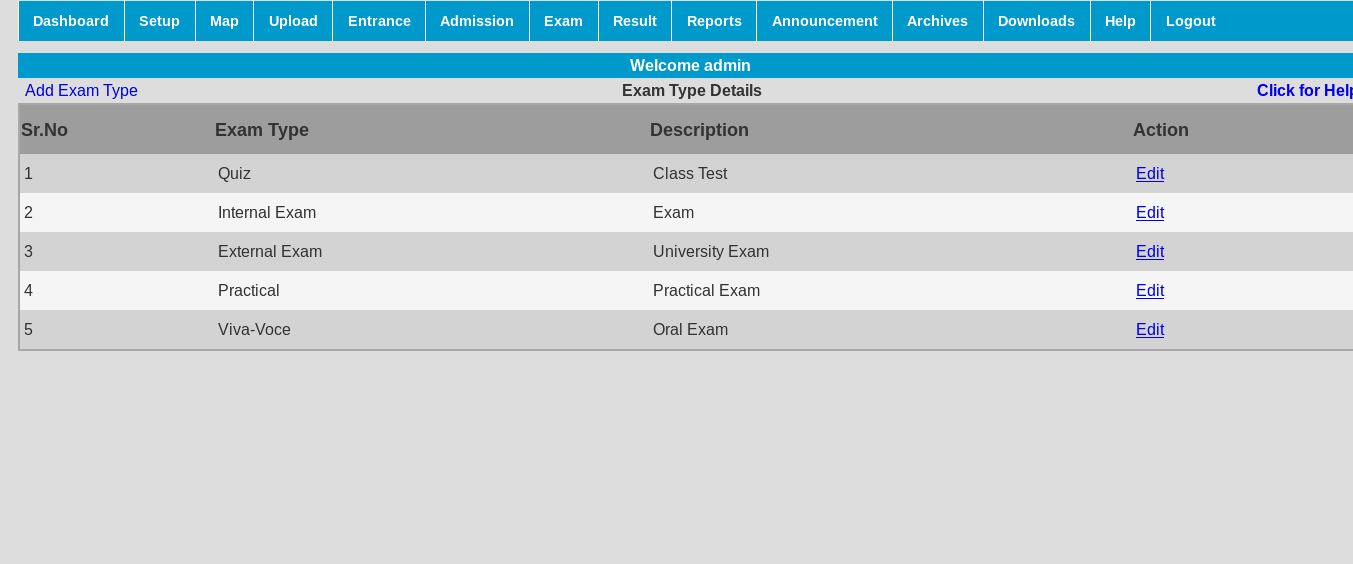 Dashboard Setup Map Upload Entrance Admission Exam Result Reports Announcement Archives Downloads Help Logout
Welcome admin
Add Exam Type Exam Type Details Click for Help
Sr.No Exam Type Description Action
1 Quiz Class Test Edit
2 Internal Exam Exam Edit
3 External Exam University Exam Edit
4 Practical Practical Exam Edit
5 Viva-Voce Oral Exam Edit